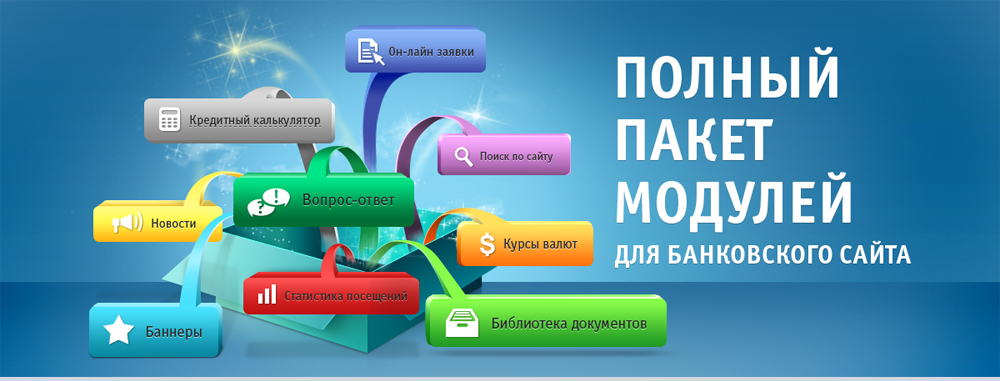 Он-лайн заявки
Кредитный калькулятор
Поиск по сайту
Вопрос-ответ
Новости
Курсы валют
Статистика посещений
Баннеры
Библиотека документов
ПОЛНЫЙ
ПАКЕТ
МОДУЛЕЙ
ДЛЯ БАНКОВСКОГО САЙТА